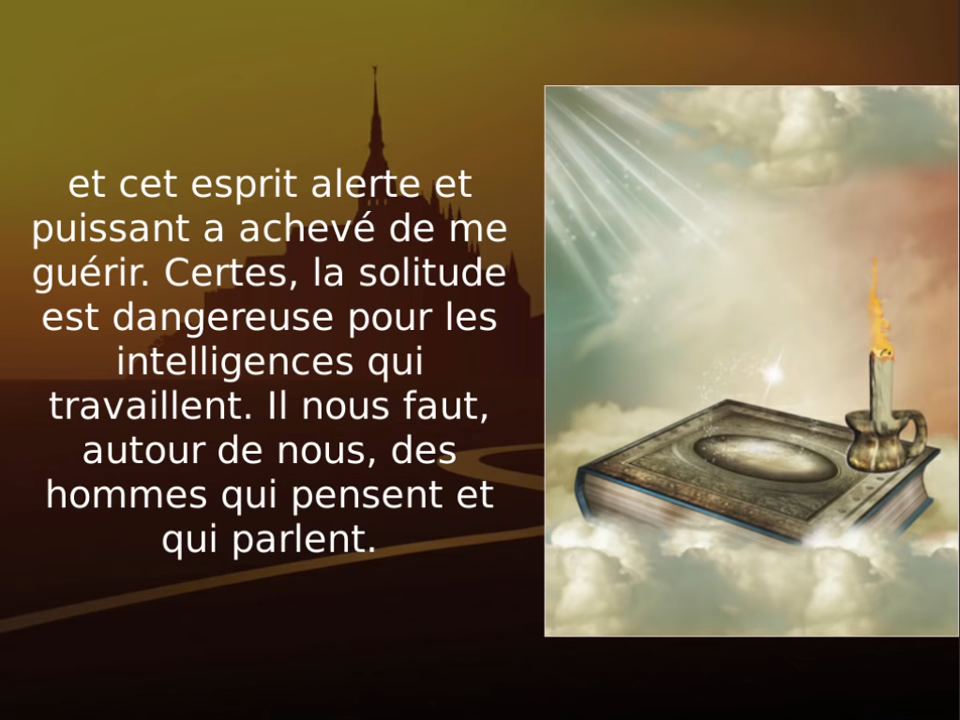 et cet esprit alerte et
puissant a achevé de me
guérir. Certes, la solitude
est dangereuse pour les
intelligences qui
travaillent. Il nous faut,
autour de nous, des
hommes qui pensent et
qui parlent.